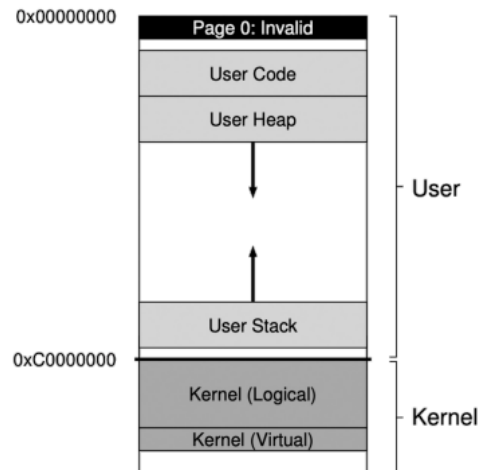 0x00000000
Page 0: Invalid
User Code
User Heap
User
User Stack
0xC0000000
Kernel (Logical)
Kernel
Kernel (Virtual)